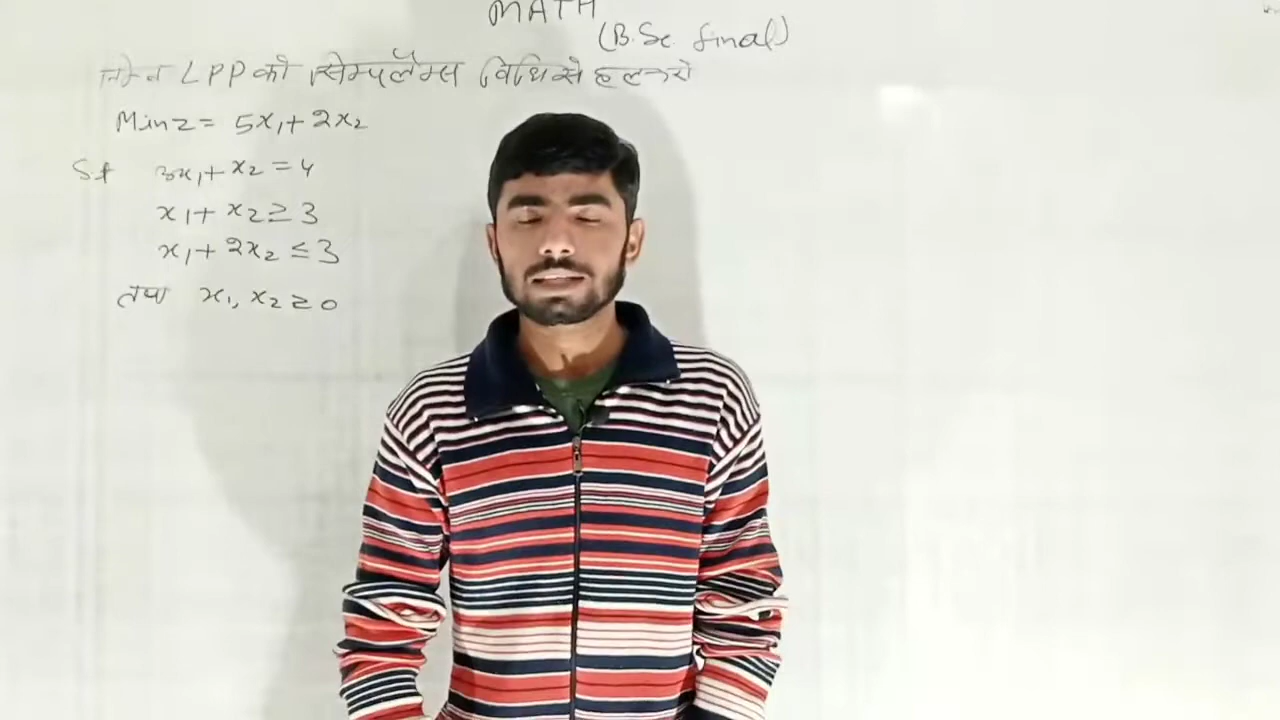 MATH
(B.Sc. final)
निम्न LPP को सिम्पलेक्स विधि से हल करो
Min z = 5x₁ + 2x₂
St 3x₁ + x₂ = 4
x₁ + x₂ ≥ 3
x₁ + 2x₂ ≤ 3
तथा x₁, x₂ ≥ 0